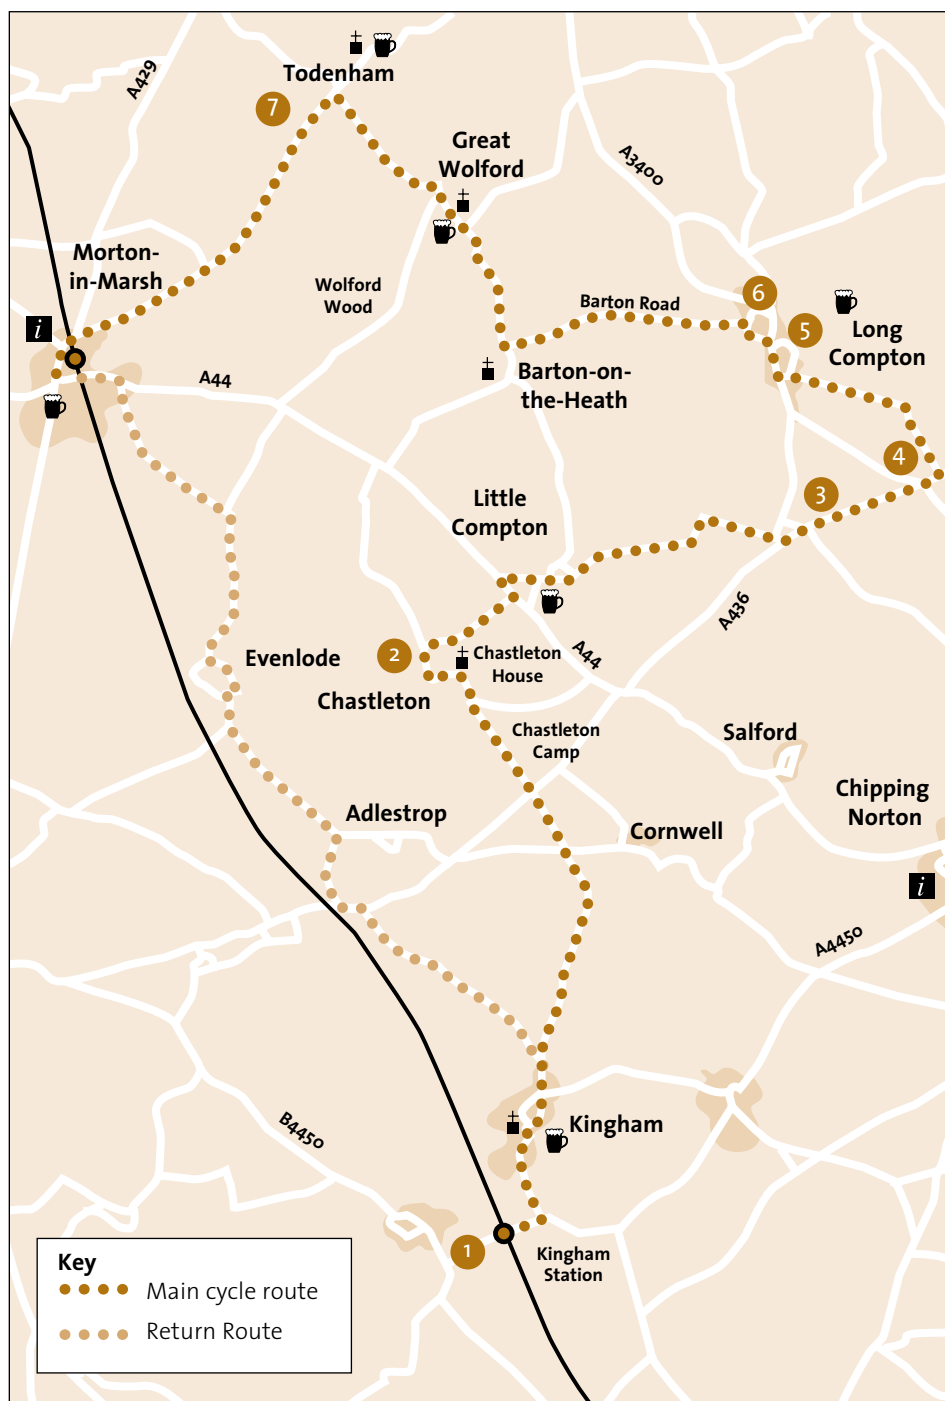 A429
Todenham
7
Great
Wolford
A3400
Morton-
in-Marsh
Wolford
Wood
6
Barton Road
5
Long
Compton
i
A44
Barton-on-
the-Heath
4
3
Little
Compton
A436
2
Evenlode
Chastleton
House
A44
Chastleton
Chastleton
Camp
Salford
Chipping
Norton
Adlestrop
Cornwell
i
A4450
B4450
Kingham
1
Kingham
Station
Key
Main cycle route
Return Route